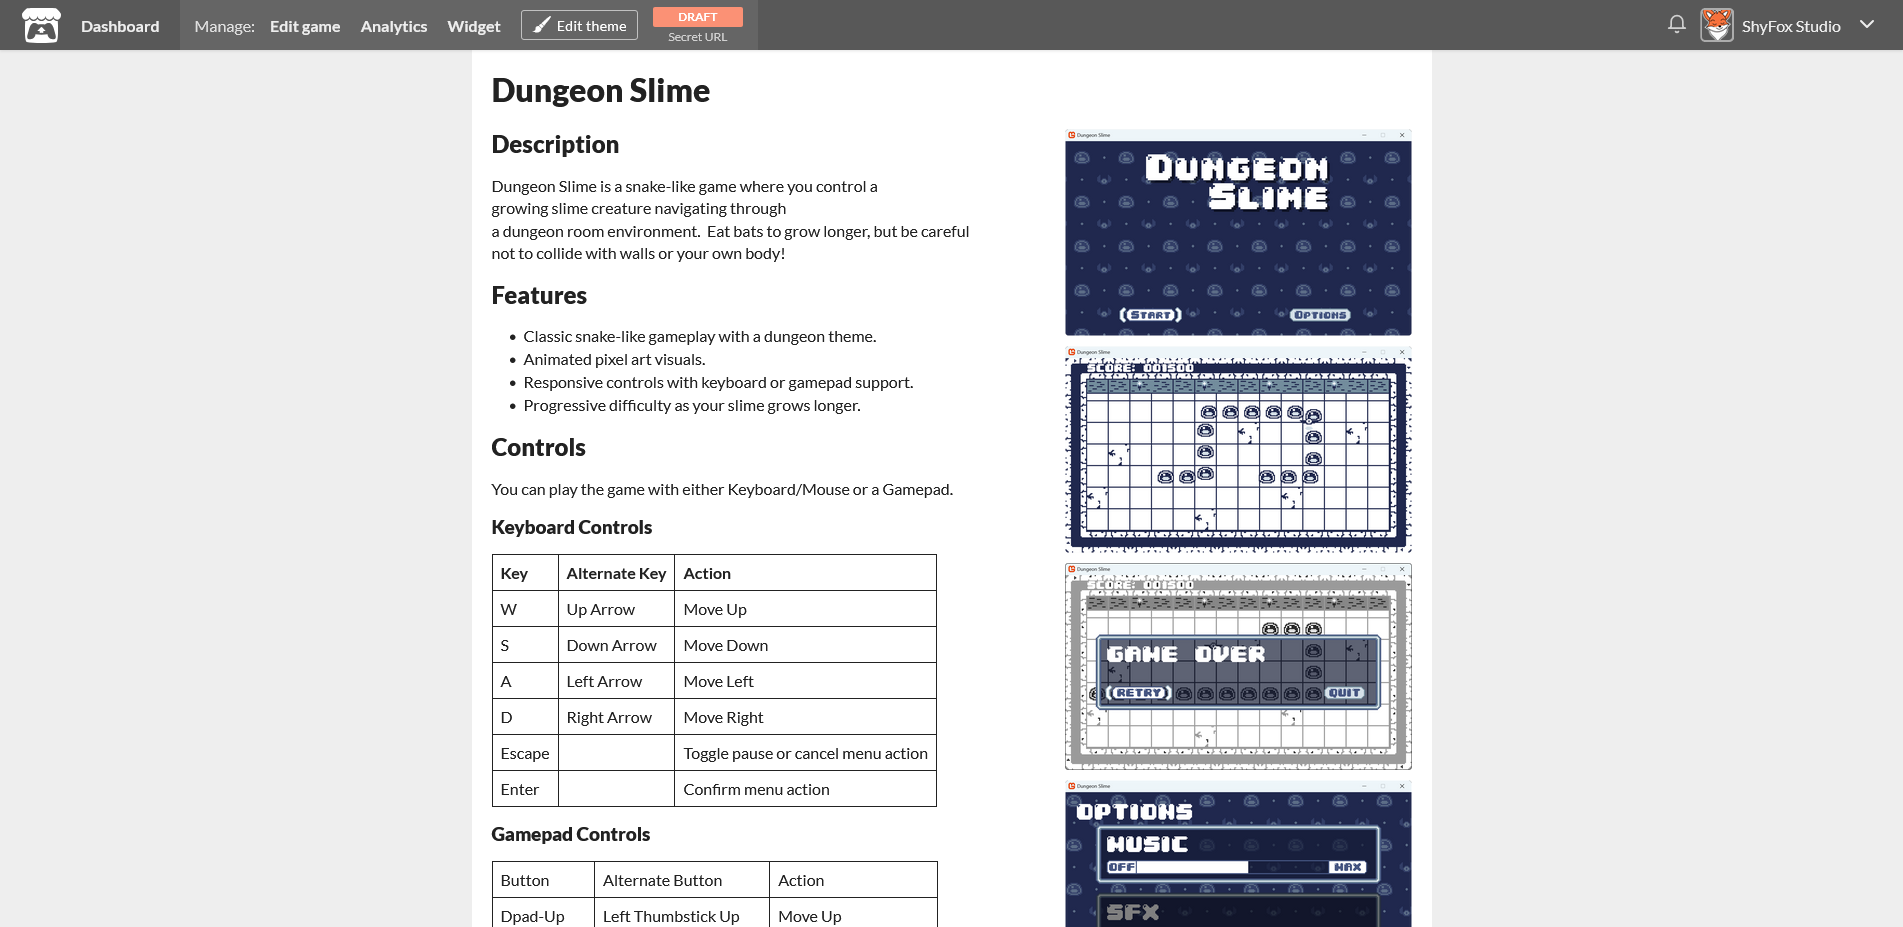 Dashboard
Manage: Edit game Analytics Widget Edit theme
DRAFT
Secret URL
ShyFox Studio
Dungeon Slime
Description
Dungeon Slime is a snake-like game where you control a
growing slime creature navigating through
a dungeon room environment. Eat bats to grow longer, but be careful
not to collide with walls or your own body!
Features
Classic snake-like gameplay with a dungeon theme.
Animated pixel art visuals.
Responsive controls with keyboard or gamepad support.
Progressive difficulty as your slime grows longer.
Controls
You can play the game with either Keyboard/Mouse or a Gamepad.
Keyboard Controls
Key Alternate Key Action
W Up Arrow Move Up
S Down Arrow Move Down
A Left Arrow Move Left
D Right Arrow Move Right
Escape Toggle pause or cancel menu action
Enter Confirm menu action
Gamepad Controls
Button Alternate Button Action
Dpad-Up Left Thumbstick Up Move Up
Dungeon Slime
DUNGEON
SLIME
START OPTIONS
Dungeon Slime
SCORE: 001500
Dungeon Slime
SCORE: 001500
GAME OVER
RETRY QUIT
Dungeon Slime
OPTIONS
MUSIC
OFF MAX
SFX